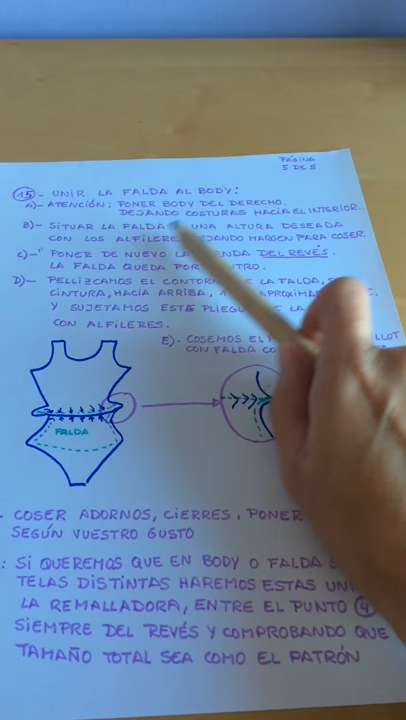 PÁGINA
5 DE 5
15- UNIR LA FALDA AL BODY:
A)- ATENCIÓN: PONER BODY DEL DERECHO.
DEJANDO COSTURAS HACIA EL INTERIOR.
B)- SITUAR LA FALDA UNA ALTURA DESEADA
CON LOS ALFILERES DEJANDO MARGEN PARA COSER.
C)- PONER DE NUEVO LA PRENDA DEL REVÉS.
LA FALDA QUEDA POR DENTRO.
D)- PELLIZCAMOS EL CONTORNO DE LA FALDA,
CINTURA, HACIA ARRIBA, 1
Y SUJETAMOS ESTE PLIEGUE
CON ALFILERES.
E)- COSEMOS EL
CON FALDA
FALDA
- COSER ADORNOS, CIERRES, PONER
SEGÚN VUESTRO GUSTO
: SI QUEREMOS QUE EN BODY O FALDA
TELAS DISTINTAS HAREMOS ESTAS
LA REMALLADORA, ENTRE EL PUNTO 4
SIEMPRE DEL REVÉS Y COMPROBANDO QUE
TAMAÑO TOTAL SEA COMO EL PATRÓN